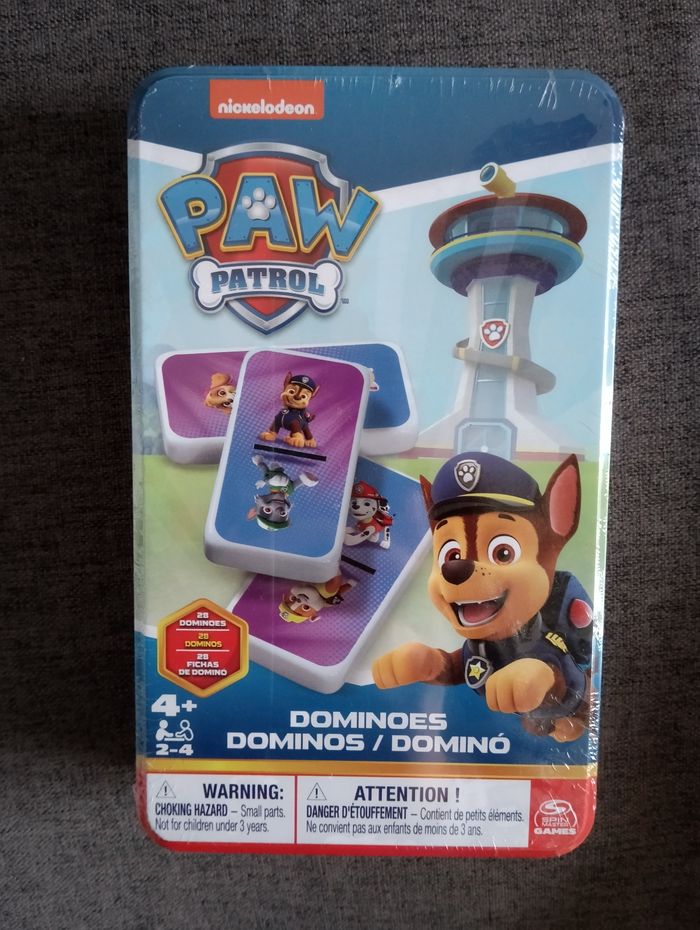 nickelodeon
PAW
PATROL
TM
28
DOMINOES
28
DOMINOS
28
FICHAS
DE DOMINÓ
4+
2-4
DOMINOES
DOMINOS / DOMINÓ
WARNING:
CHOKING HAZARD – Small parts.
Not for children under 3 years.
ATTENTION !
DANGER D'ÉTOUFFEMENT – Contient de petits éléments.
Ne convient pas aux enfants de moins de 3 ans.
SPIN
MASTER
GAMES